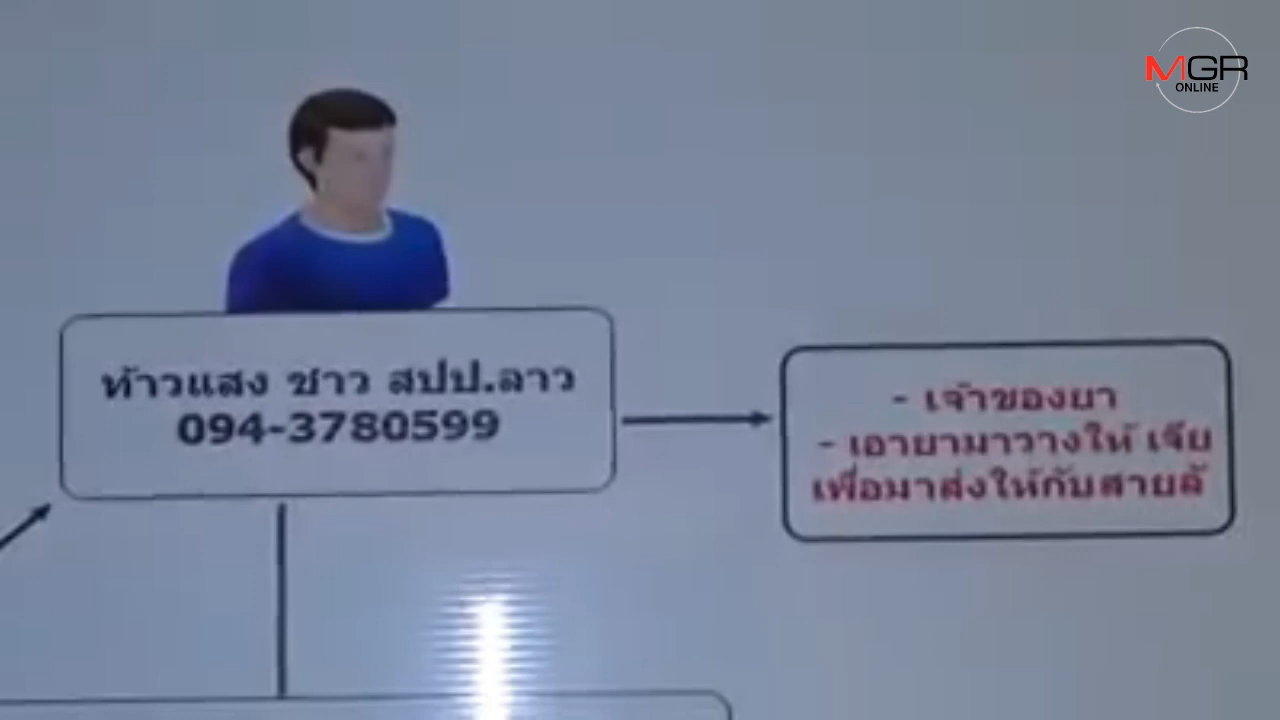 MGR
ONLINE
ท้าวแสง ชาว สปป.ลาว
094-3780599
- เจ้าของยา
- เอายามาวางให้ เจ๊ย
เพื่อมาส่งให้กับสายลั